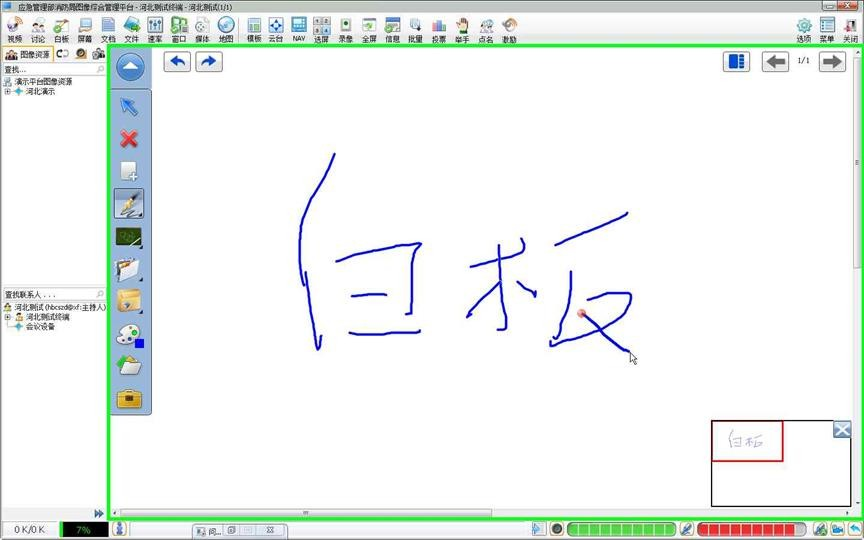 应急管理部消防局图像综合管理平台 - 河北测试终端 - 河北测试(1/1)
视频 讨论 白板 屏幕 文档 文件 速率 窗口 媒体 地图 模板 云台 NAV 选屏 录像 全屏 信息 批量 投票 举手 点名 激励 选项 菜单 关闭
图像资源
查找...
演示平台图像资源
河北演示
1/1
白板
查找联系人 . . .
河北测试 (hbcszd@xf:主持人)
河北测试终端
会议设备
白板
0 K/0 K 7% 问...